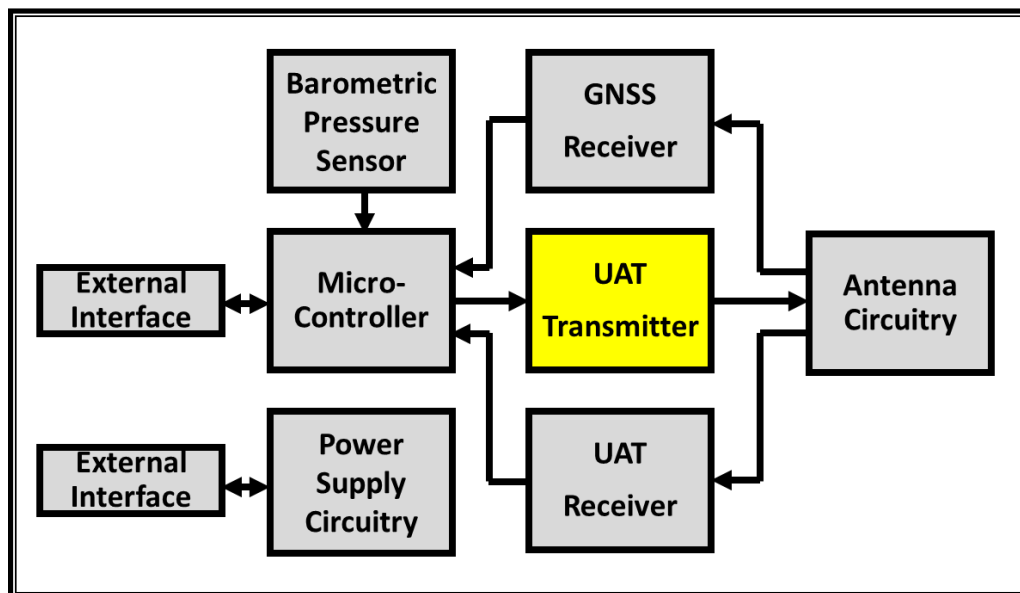 Barometric
Pressure
Sensor
GNSS
Receiver
External
Interface
Micro-
Controller
UAT
Transmitter
Antenna
Circuitry
External
Interface
Power
Supply
Circuitry
UAT
Receiver